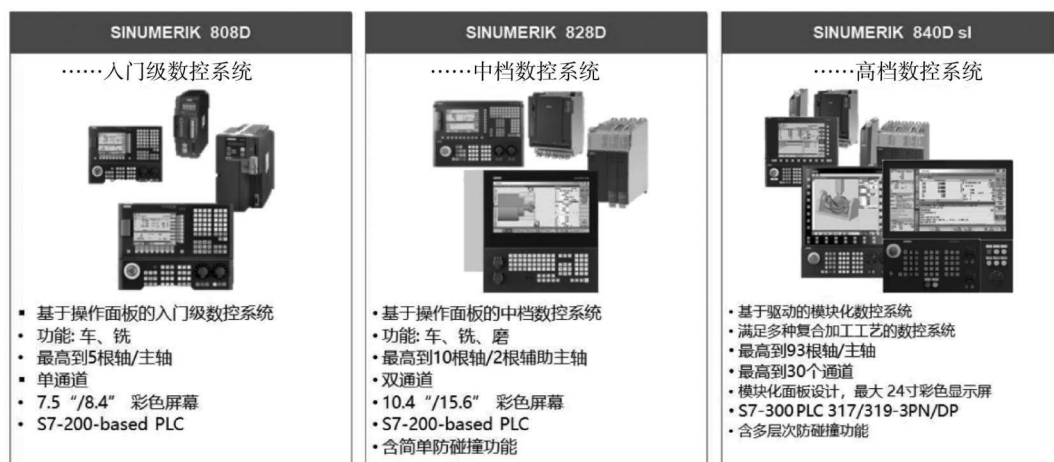 SINUMERIK 808D
……入门级数控系统
▪ 基于操作面板的入门级数控系统
• 功能: 车、铣
• 最高到5根轴/主轴
▪ 单通道
• 7.5 “/8.4” 彩色屏幕
• S7-200-based PLC
SINUMERIK 828D
……中档数控系统
• 基于操作面板的中档数控系统
• 功能: 车、铣、磨
• 最高到10根轴/2根辅助主轴
• 双通道
• 10.4 “/15.6” 彩色屏幕
• S7-200-based PLC
• 含简单防碰撞功能
SINUMERIK 840D sl
……高档数控系统
• 基于驱动的模块化数控系统
• 满足多种复合加工工艺的数控系统
• 最高到93根轴/主轴
• 最高到30个通道
• 模块化面板设计，最大 24寸彩色显示屏
• S7-300 PLC 317/319-3PN/DP
• 含多层次防碰撞功能